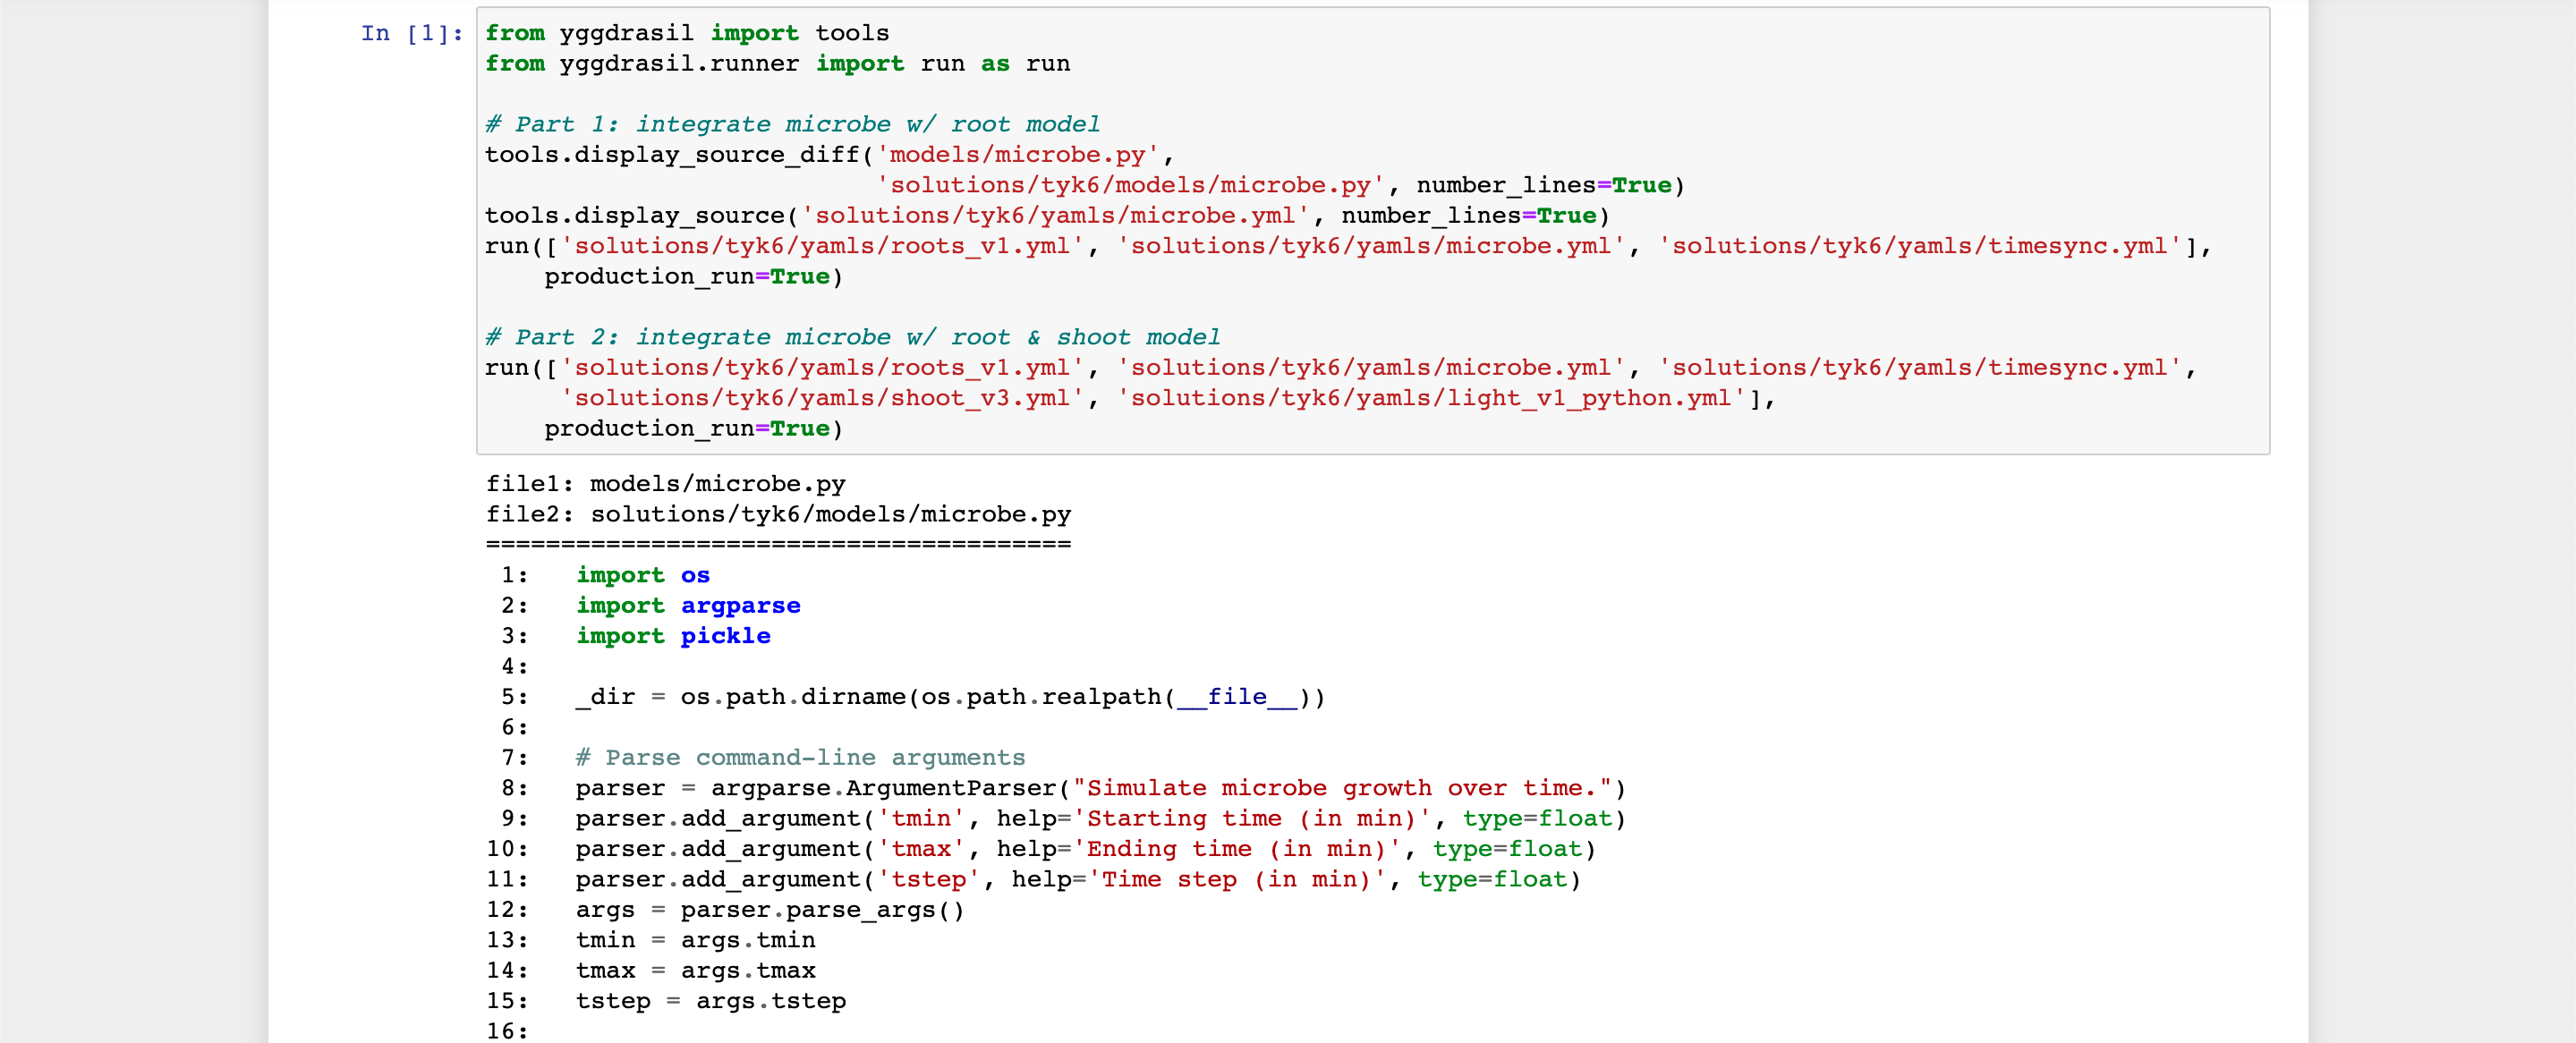 In [1]: from yggdrasil import tools
from yggdrasil.runner import run as run
# Part 1: integrate microbe w/ root model
tools.display_source_diff('models/microbe.py',
'solutions/tyk6/models/microbe.py', number_lines=True)
tools.display_source('solutions/tyk6/yamls/microbe.yml', number_lines=True)
run(['solutions/tyk6/yamls/roots_v1.yml', 'solutions/tyk6/yamls/microbe.yml', 'solutions/tyk6/yamls/timesync.yml'],
production_run=True)
# Part 2: integrate microbe w/ root & shoot model
run(['solutions/tyk6/yamls/roots_v1.yml', 'solutions/tyk6/yamls/microbe.yml', 'solutions/tyk6/yamls/timesync.yml',
'solutions/tyk6/yamls/shoot_v3.yml', 'solutions/tyk6/yamls/light_v1_python.yml'],
production_run=True)
file1: models/microbe.py
file2: solutions/tyk6/models/microbe.py
=======================================
1: import os
2: import argparse
3: import pickle
4:
5: _dir = os.path.dirname(os.path.realpath(__file__))
6:
7: # Parse command-line arguments
8: parser = argparse.ArgumentParser("Simulate microbe growth over time.")
9: parser.add_argument('tmin', help='Starting time (in min)', type=float)
10: parser.add_argument('tmax', help='Ending time (in min)', type=float)
11: parser.add_argument('tstep', help='Time step (in min)', type=float)
12: args = parser.parse_args()
13: tmin = args.tmin
14: tmax = args.tmax
15: tstep = args.tstep
16: